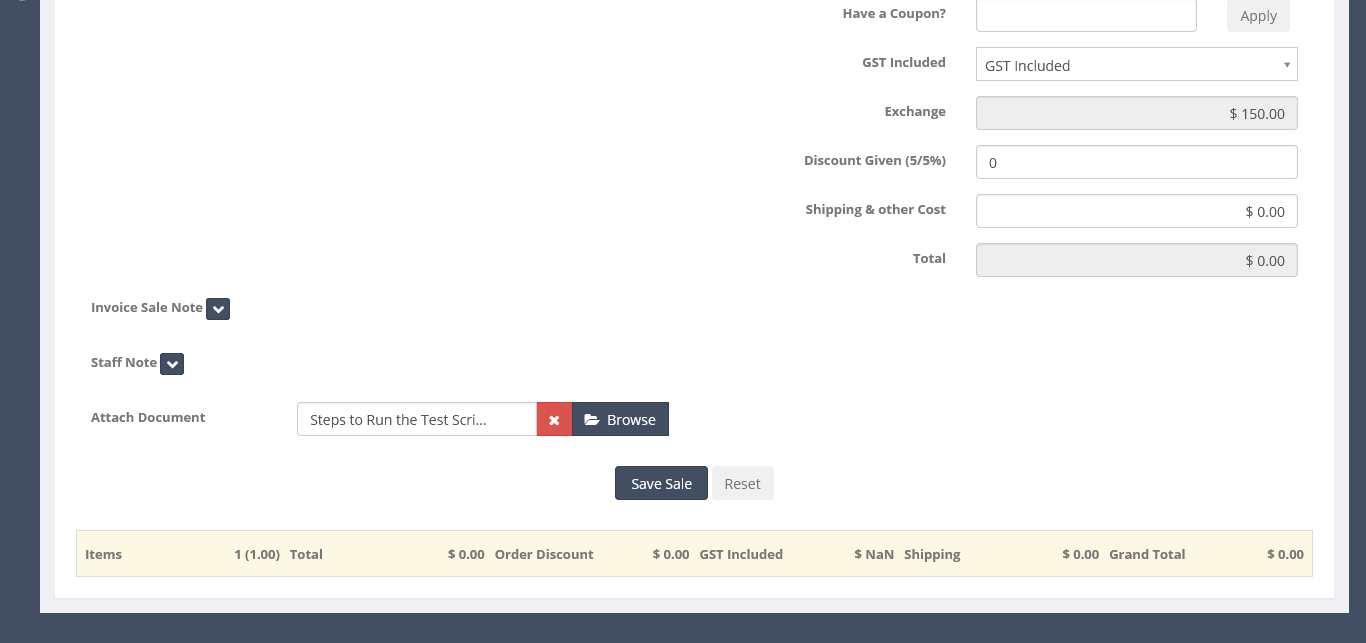 Have a Coupon? Apply
GST Included GST Included
Exchange $ 150.00
Discount Given (5/5%) 0
Shipping & other Cost $ 0.00
Total $ 0.00
Invoice Sale Note
Staff Note
Attach Document Steps to Run the Test Scri... Browse
Save Sale Reset
Items 1 (1.00) Total $ 0.00 Order Discount $ 0.00 GST Included $ NaN Shipping $ 0.00 Grand Total $ 0.00